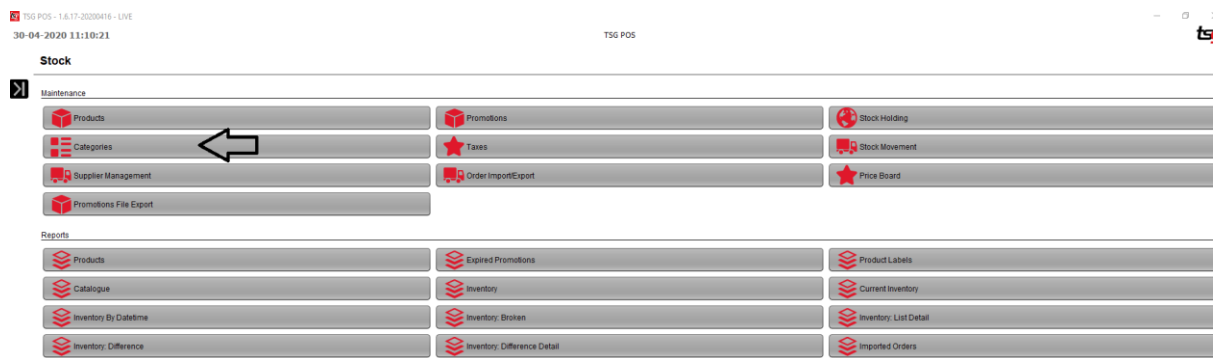 TSG POS - 1.6.17-20200416 - LIVE
30-04-2020 11:10:21 TSG POS
Stock
Maintenance
Products Promotions Stock Holding
Categories Taxes Stock Movement
Supplier Management Order Import/Export Price Board
Promotions File Export
Reports
Products Expired Promotions Product Labels
Catalogue Inventory Current Inventory
Inventory By Datetime Inventory: Broken Inventory: List Detail
Inventory: Difference Inventory: Difference Detail Imported Orders